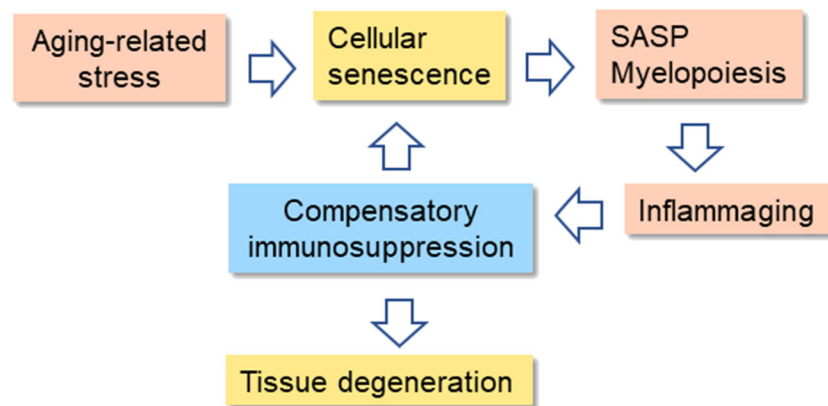 Aging-related
stress
Cellular
senescence
SASP
Myelopoiesis
Compensatory
immunosuppression
Inflammaging
Tissue degeneration